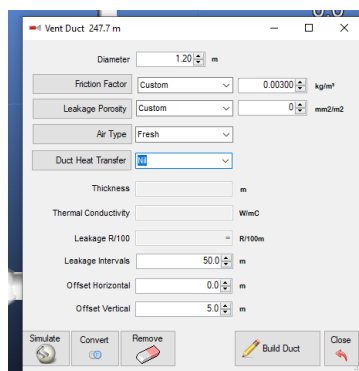 Vent Duct 247.7 m
Diameter 1.20 m
Friction Factor Custom 0.00300 kg/m³
Leakage Porosity Custom 0 mm2/m2
Air Type Fresh
Duct Heat Transfer Nil
Thickness m
Thermal Conductivity W/mC
Leakage R/100 - R/100m
Leakage Intervals 50.0 m
Offset Horizontal 0.0 m
Offset Vertical 5.0 m
Simulate Convert Remove Build Duct Close